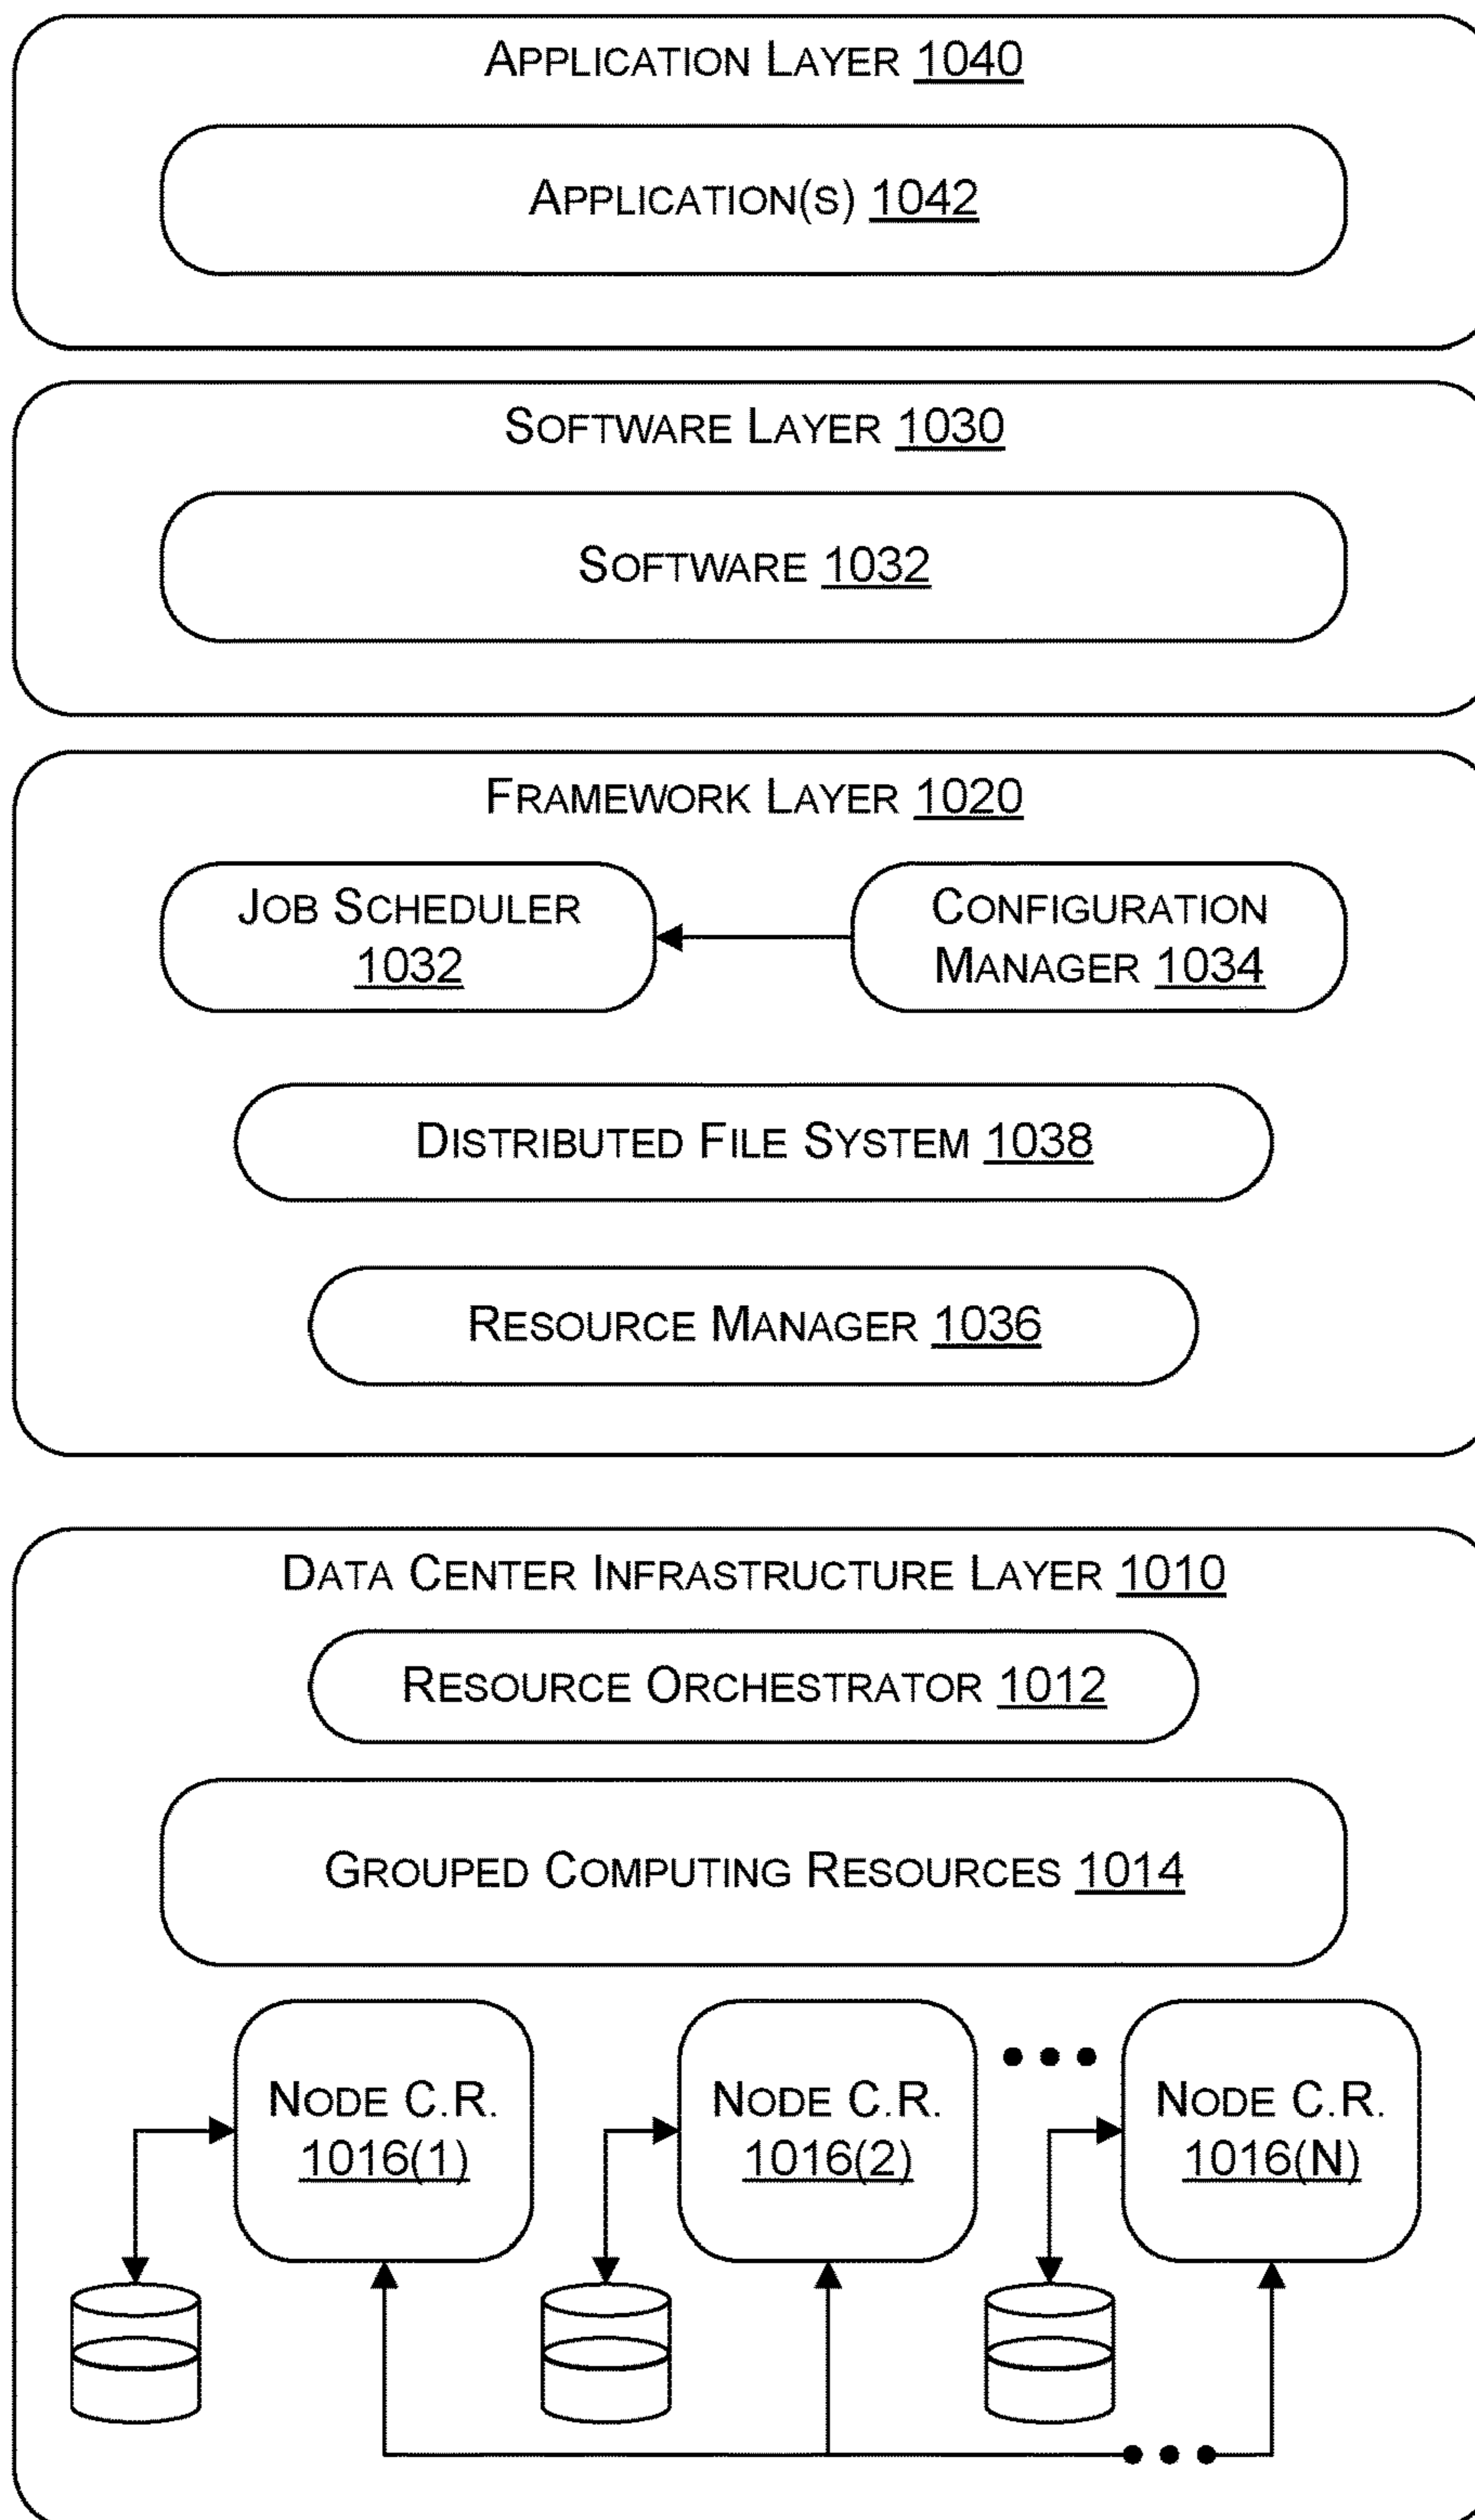 APPLICATION LAYER 1040
APPLICATION(S) 1042
SOFTWARE LAYER 1030
SOFTWARE 1032
FRAMEWORK LAYER 1020
JOB SCHEDULER
1032
CONFIGURATION
MANAGER 1034
DISTRIBUTED FILE SYSTEM 1038
RESOURCE MANAGER 1036
DATA CENTER INFRASTRUCTURE LAYER 1010
RESOURCE ORCHESTRATOR 1012
GROUPED COMPUTING RESOURCES 1014
NODE C.R.
1016(1)
NODE C.R.
1016(2)
NODE C.R.
1016(N)